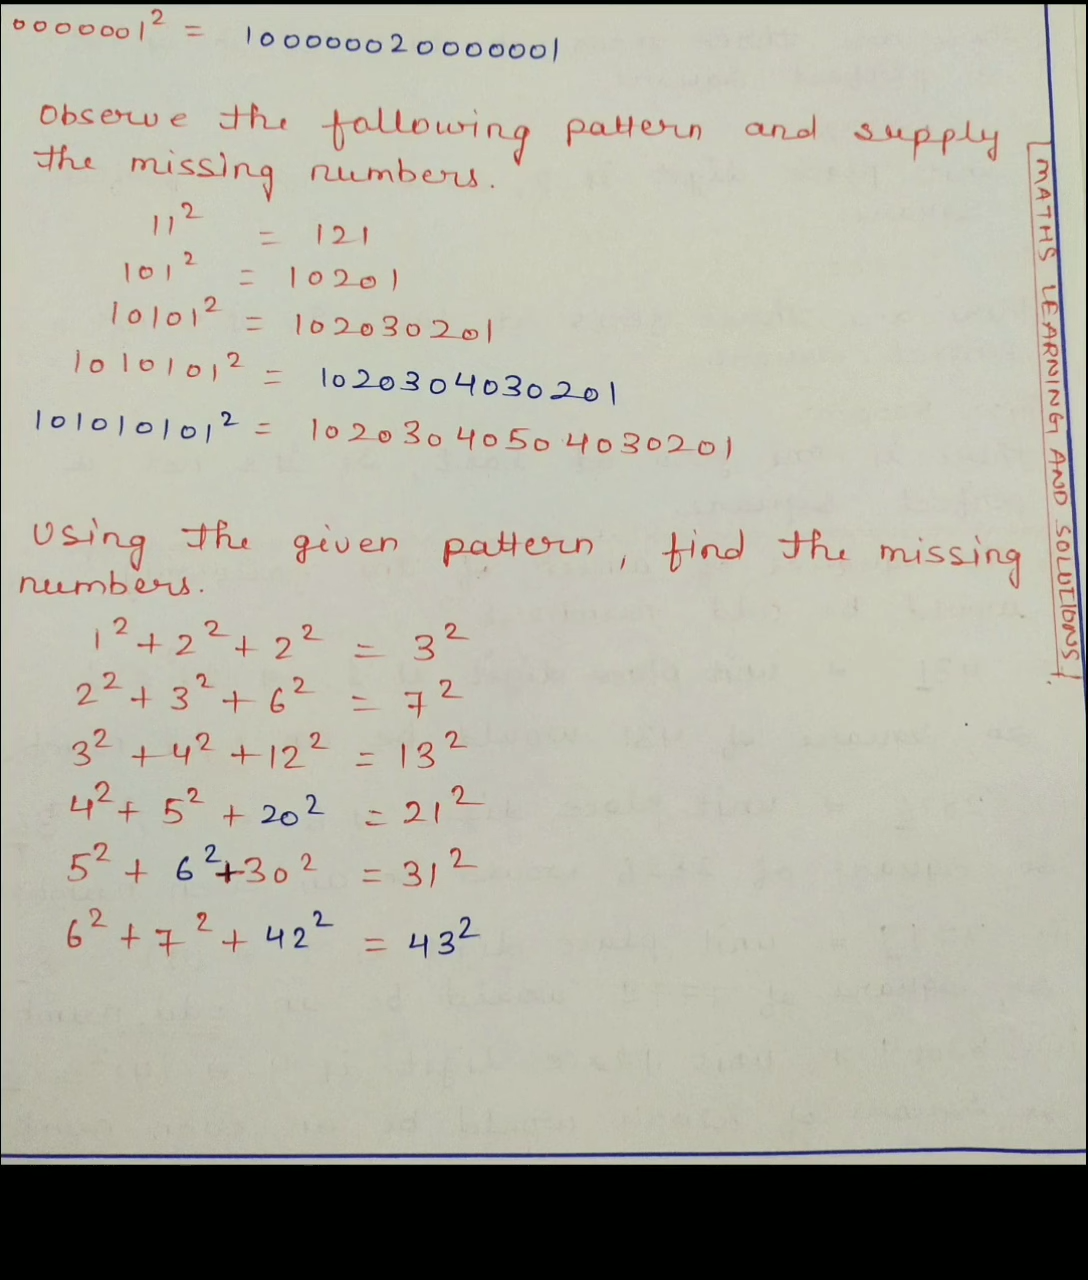 0000001² = 100000020000001
Observe the following pattern and supply
the missing numbers.
11² = 121
101² = 10201
10101² = 102030201
1010101² = 1020304030201
101010101² = 10203040504030201
Using the given pattern, find the missing
numbers.
1² + 2² + 2² = 3²
2² + 3² + 6² = 7²
3² + 4² + 12² = 13²
4² + 5² + 20² = 21²
5² + 6² + 30² = 31²
6² + 7² + 42² = 43²
MATHS LEARNING AND SOLUTIONS!